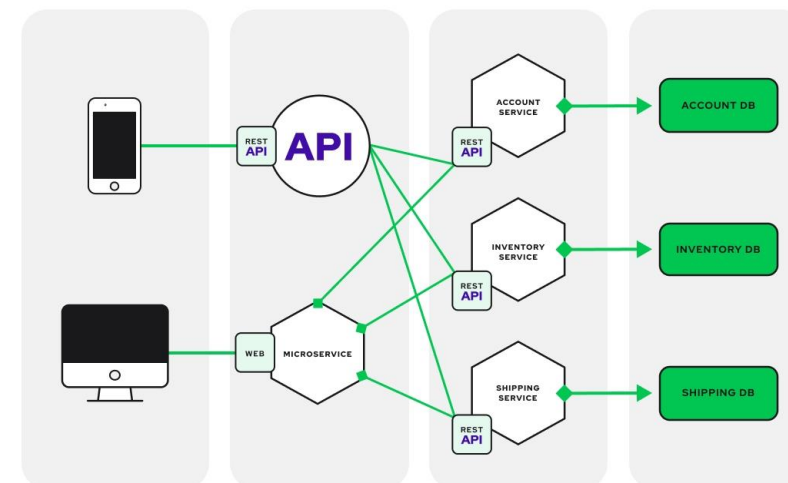 REST
API
API
WEB
MICROSERVICE
ACCOUNT
SERVICE
REST
API
INVENTORY
SERVICE
REST
API
SHIPPING
SERVICE
REST
API
ACCOUNT DB
INVENTORY DB
SHIPPING DB